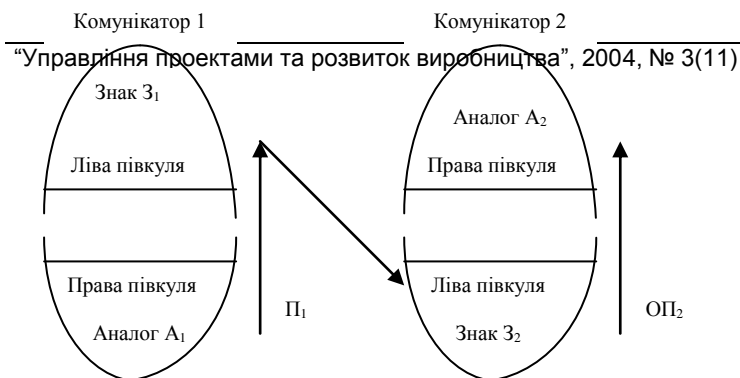 Комунікатор 1 Комунікатор 2
“Управління проектами та розвиток виробництва”, 2004, № 3(11)
Знак З₁
Аналог А₂
Ліва півкуля Права півкуля
Права півкуля Ліва півкуля
П₁ ОП₂
Аналог А₁ Знак З₂